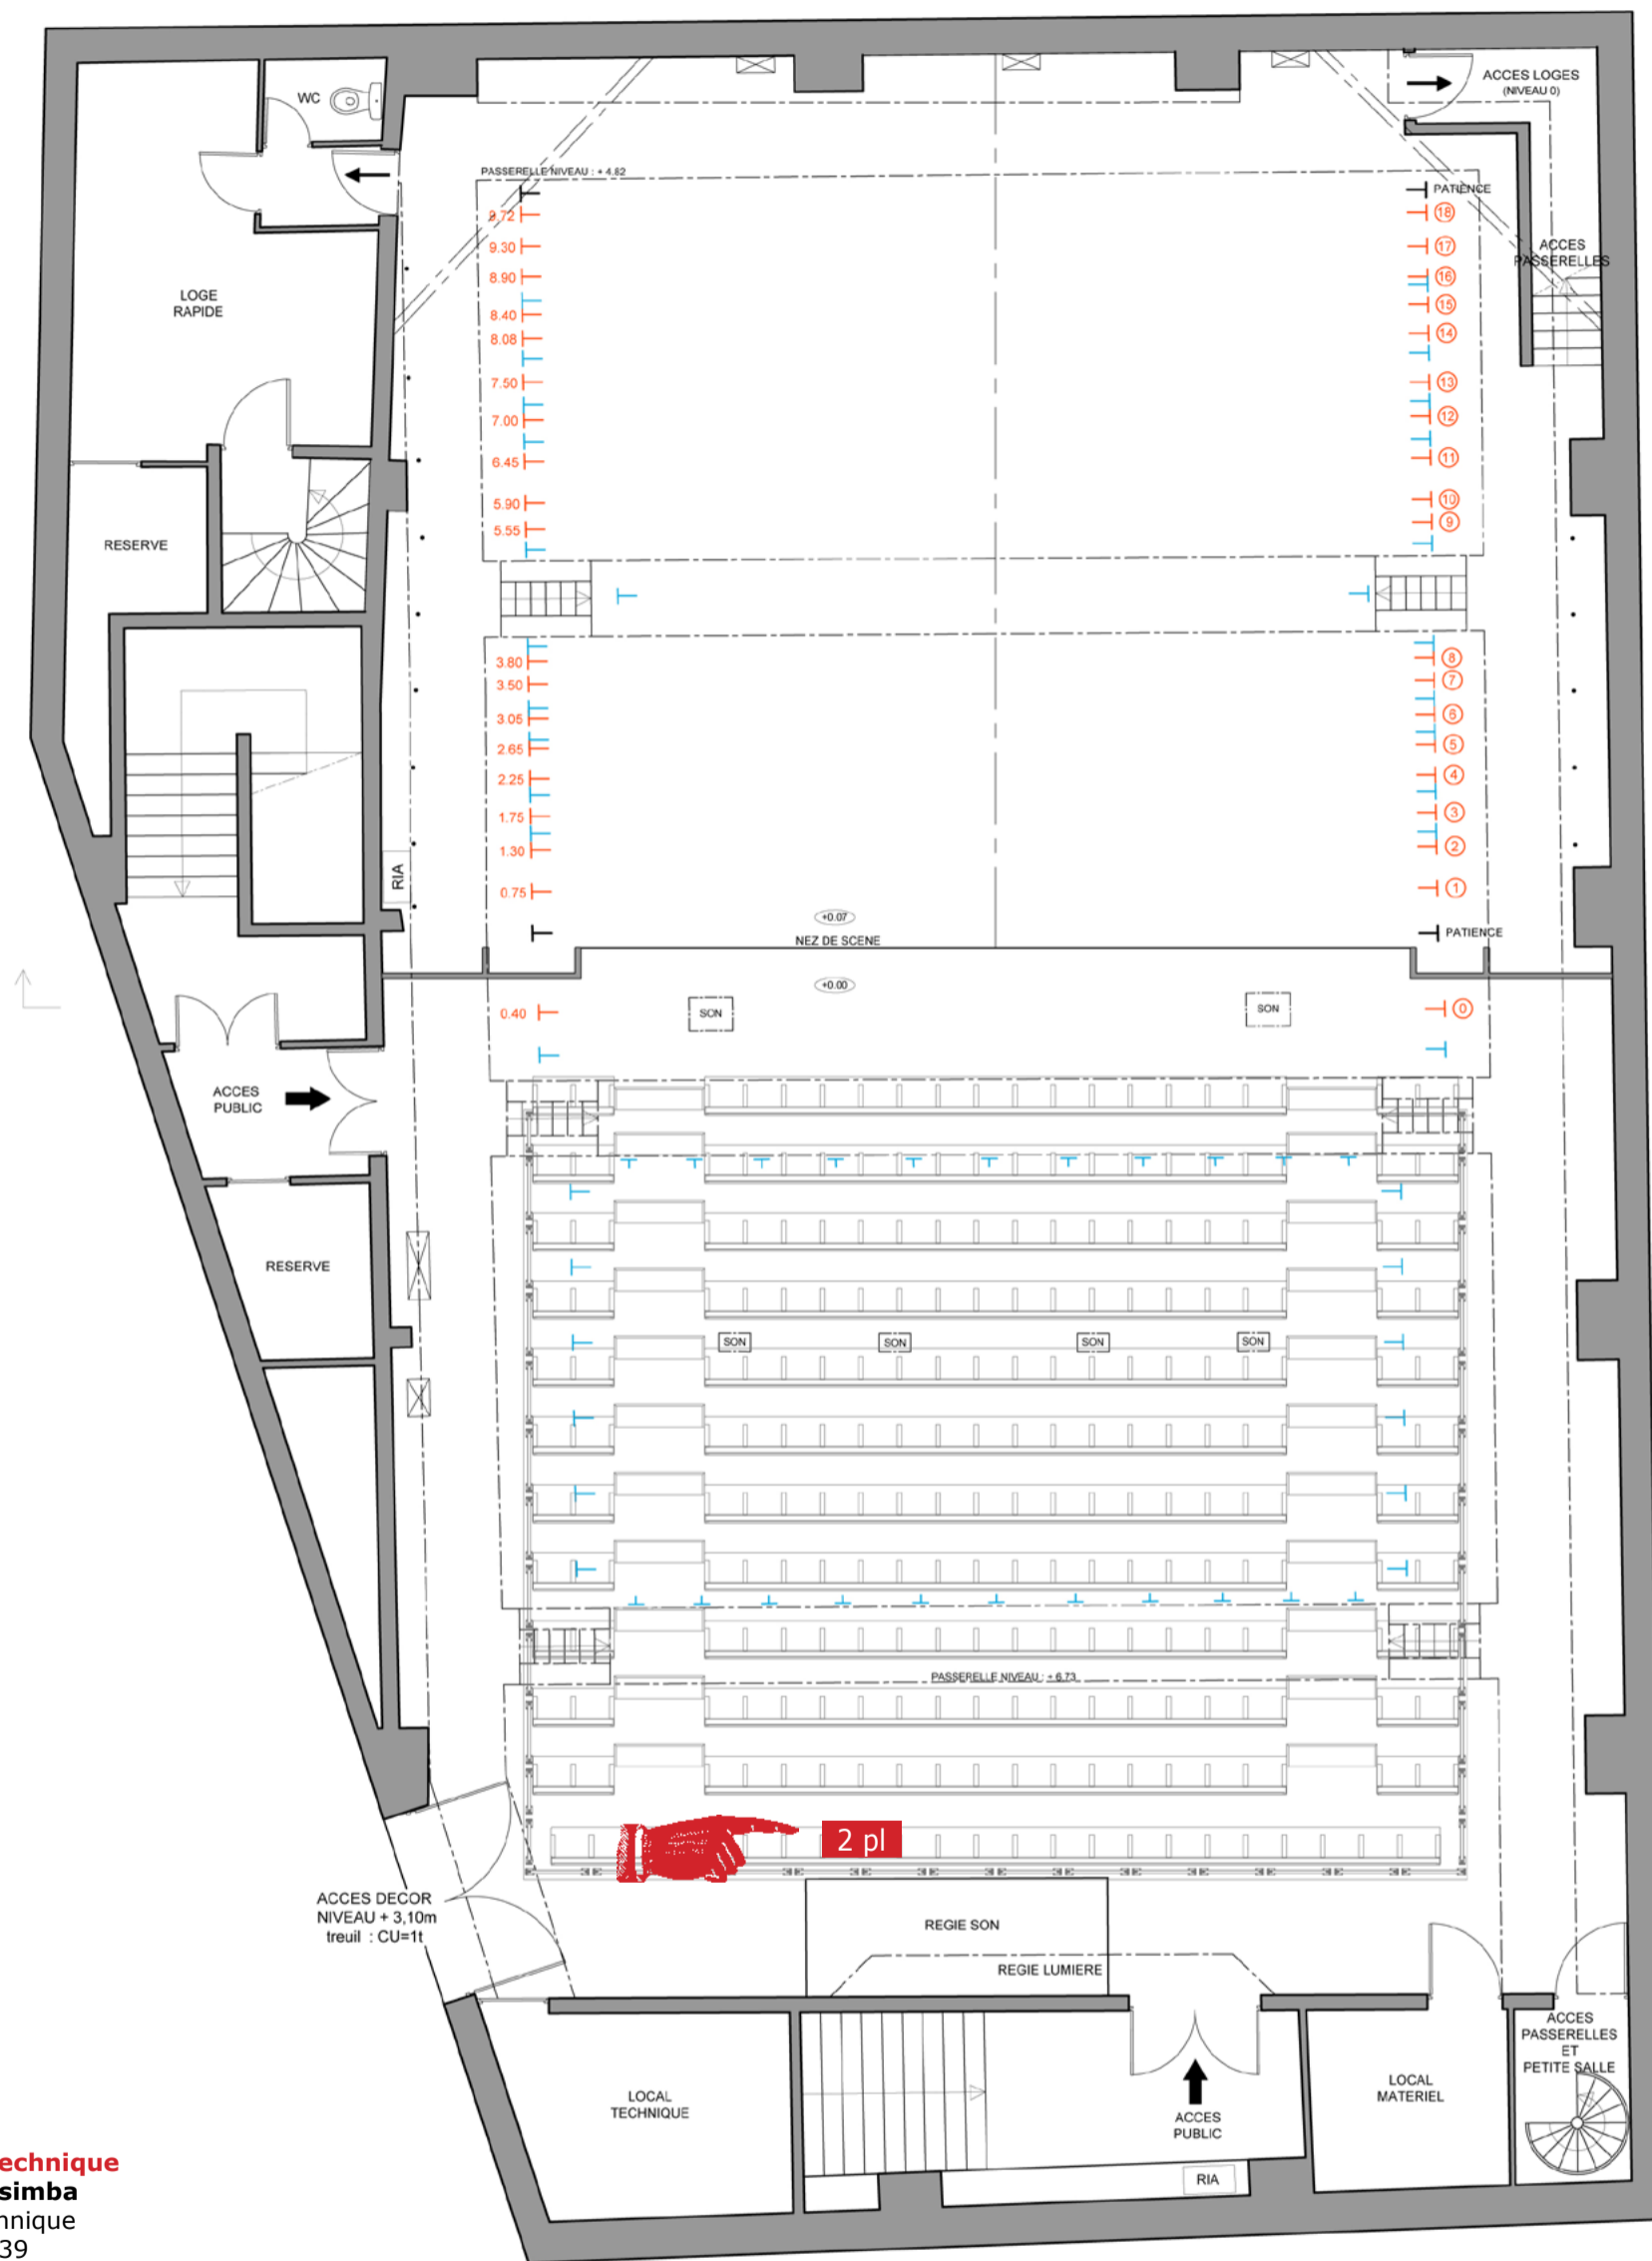 WC
ACCES LOGES
(NIVEAU 0)
PASSERELLE NIVEAU : + 4.82
PATIENCE
9.72
18
9.30
17
ACCES
PASSERELLES
8.90
16
LOGE
RAPIDE
8.40
15
8.08
14
7.50
13
7.00
12
6.45
11
5.90
10
5.55
9
RESERVE
3.80
8
3.50
7
3.05
6
2.65
5
2.25
4
1.75
3
1.30
2
RIA
0.75
1
+0.07
NEZ DE SCENE
PATIENCE
+0.00
0.40
SON
SON
0
ACCES
PUBLIC
RESERVE
SON
SON
SON
SON
PASSERELLE NIVEAU : + 6.73
2 pl
ACCES DECOR
NIVEAU + 3,10m
treuil : CU=1t
REGIE SON
REGIE LUMIERE
ACCES
PASSERELLES
ET
PETITE SALLE
LOCAL
TECHNIQUE
LOCAL
MATERIEL
ACCES
PUBLIC
RIA
echnique
simba
hnique
39